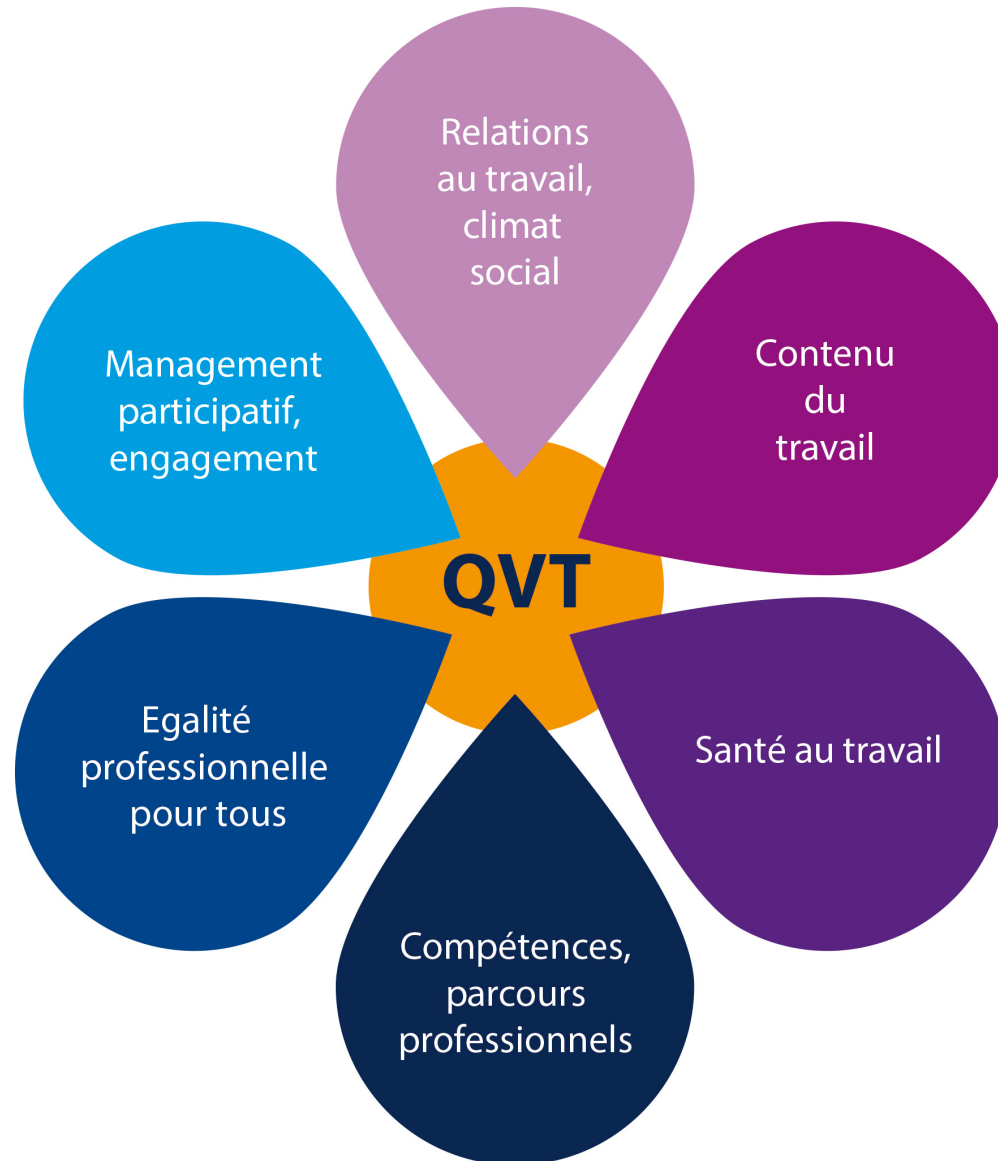 Relations
au travail,
climat
social
Contenu
du
travail
Management
participatif,
engagement
QVT
Egalité
professionnelle
pour tous
Santé au travail
Compétences,
parcours
professionnels